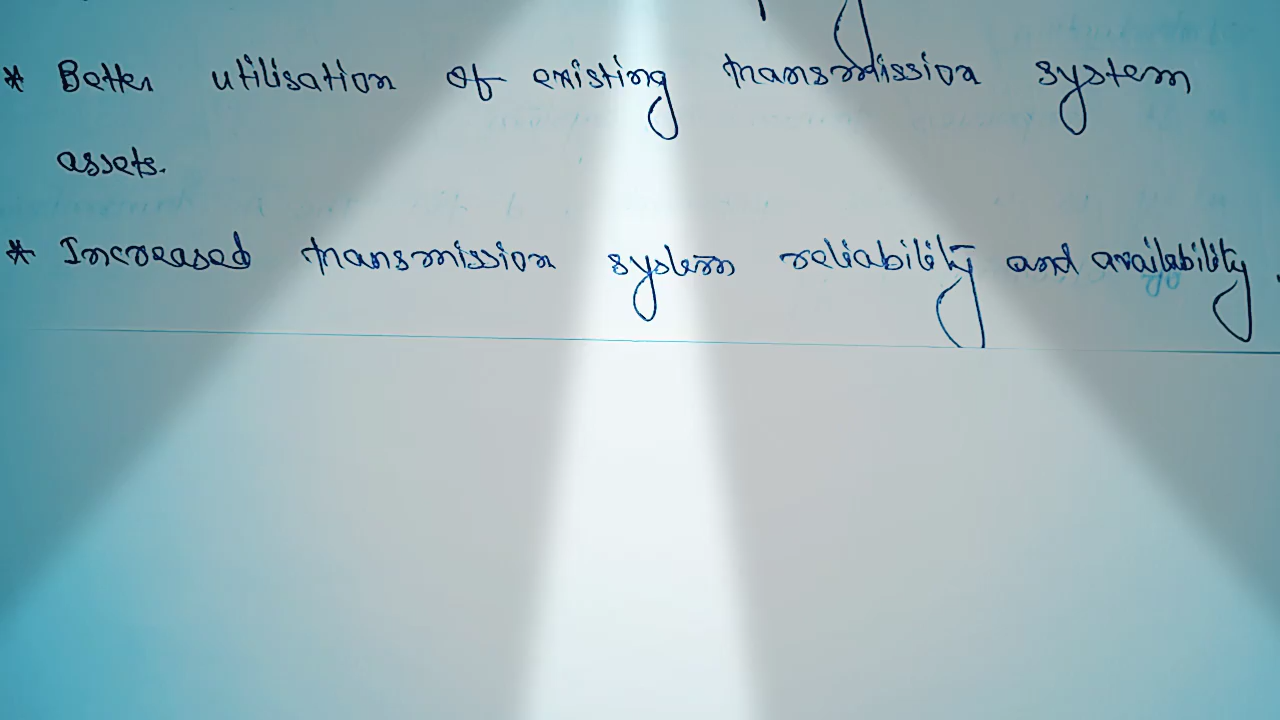 * Better utilisation of existing transmission system
assets.
* Increased transmission system reliability and availability.